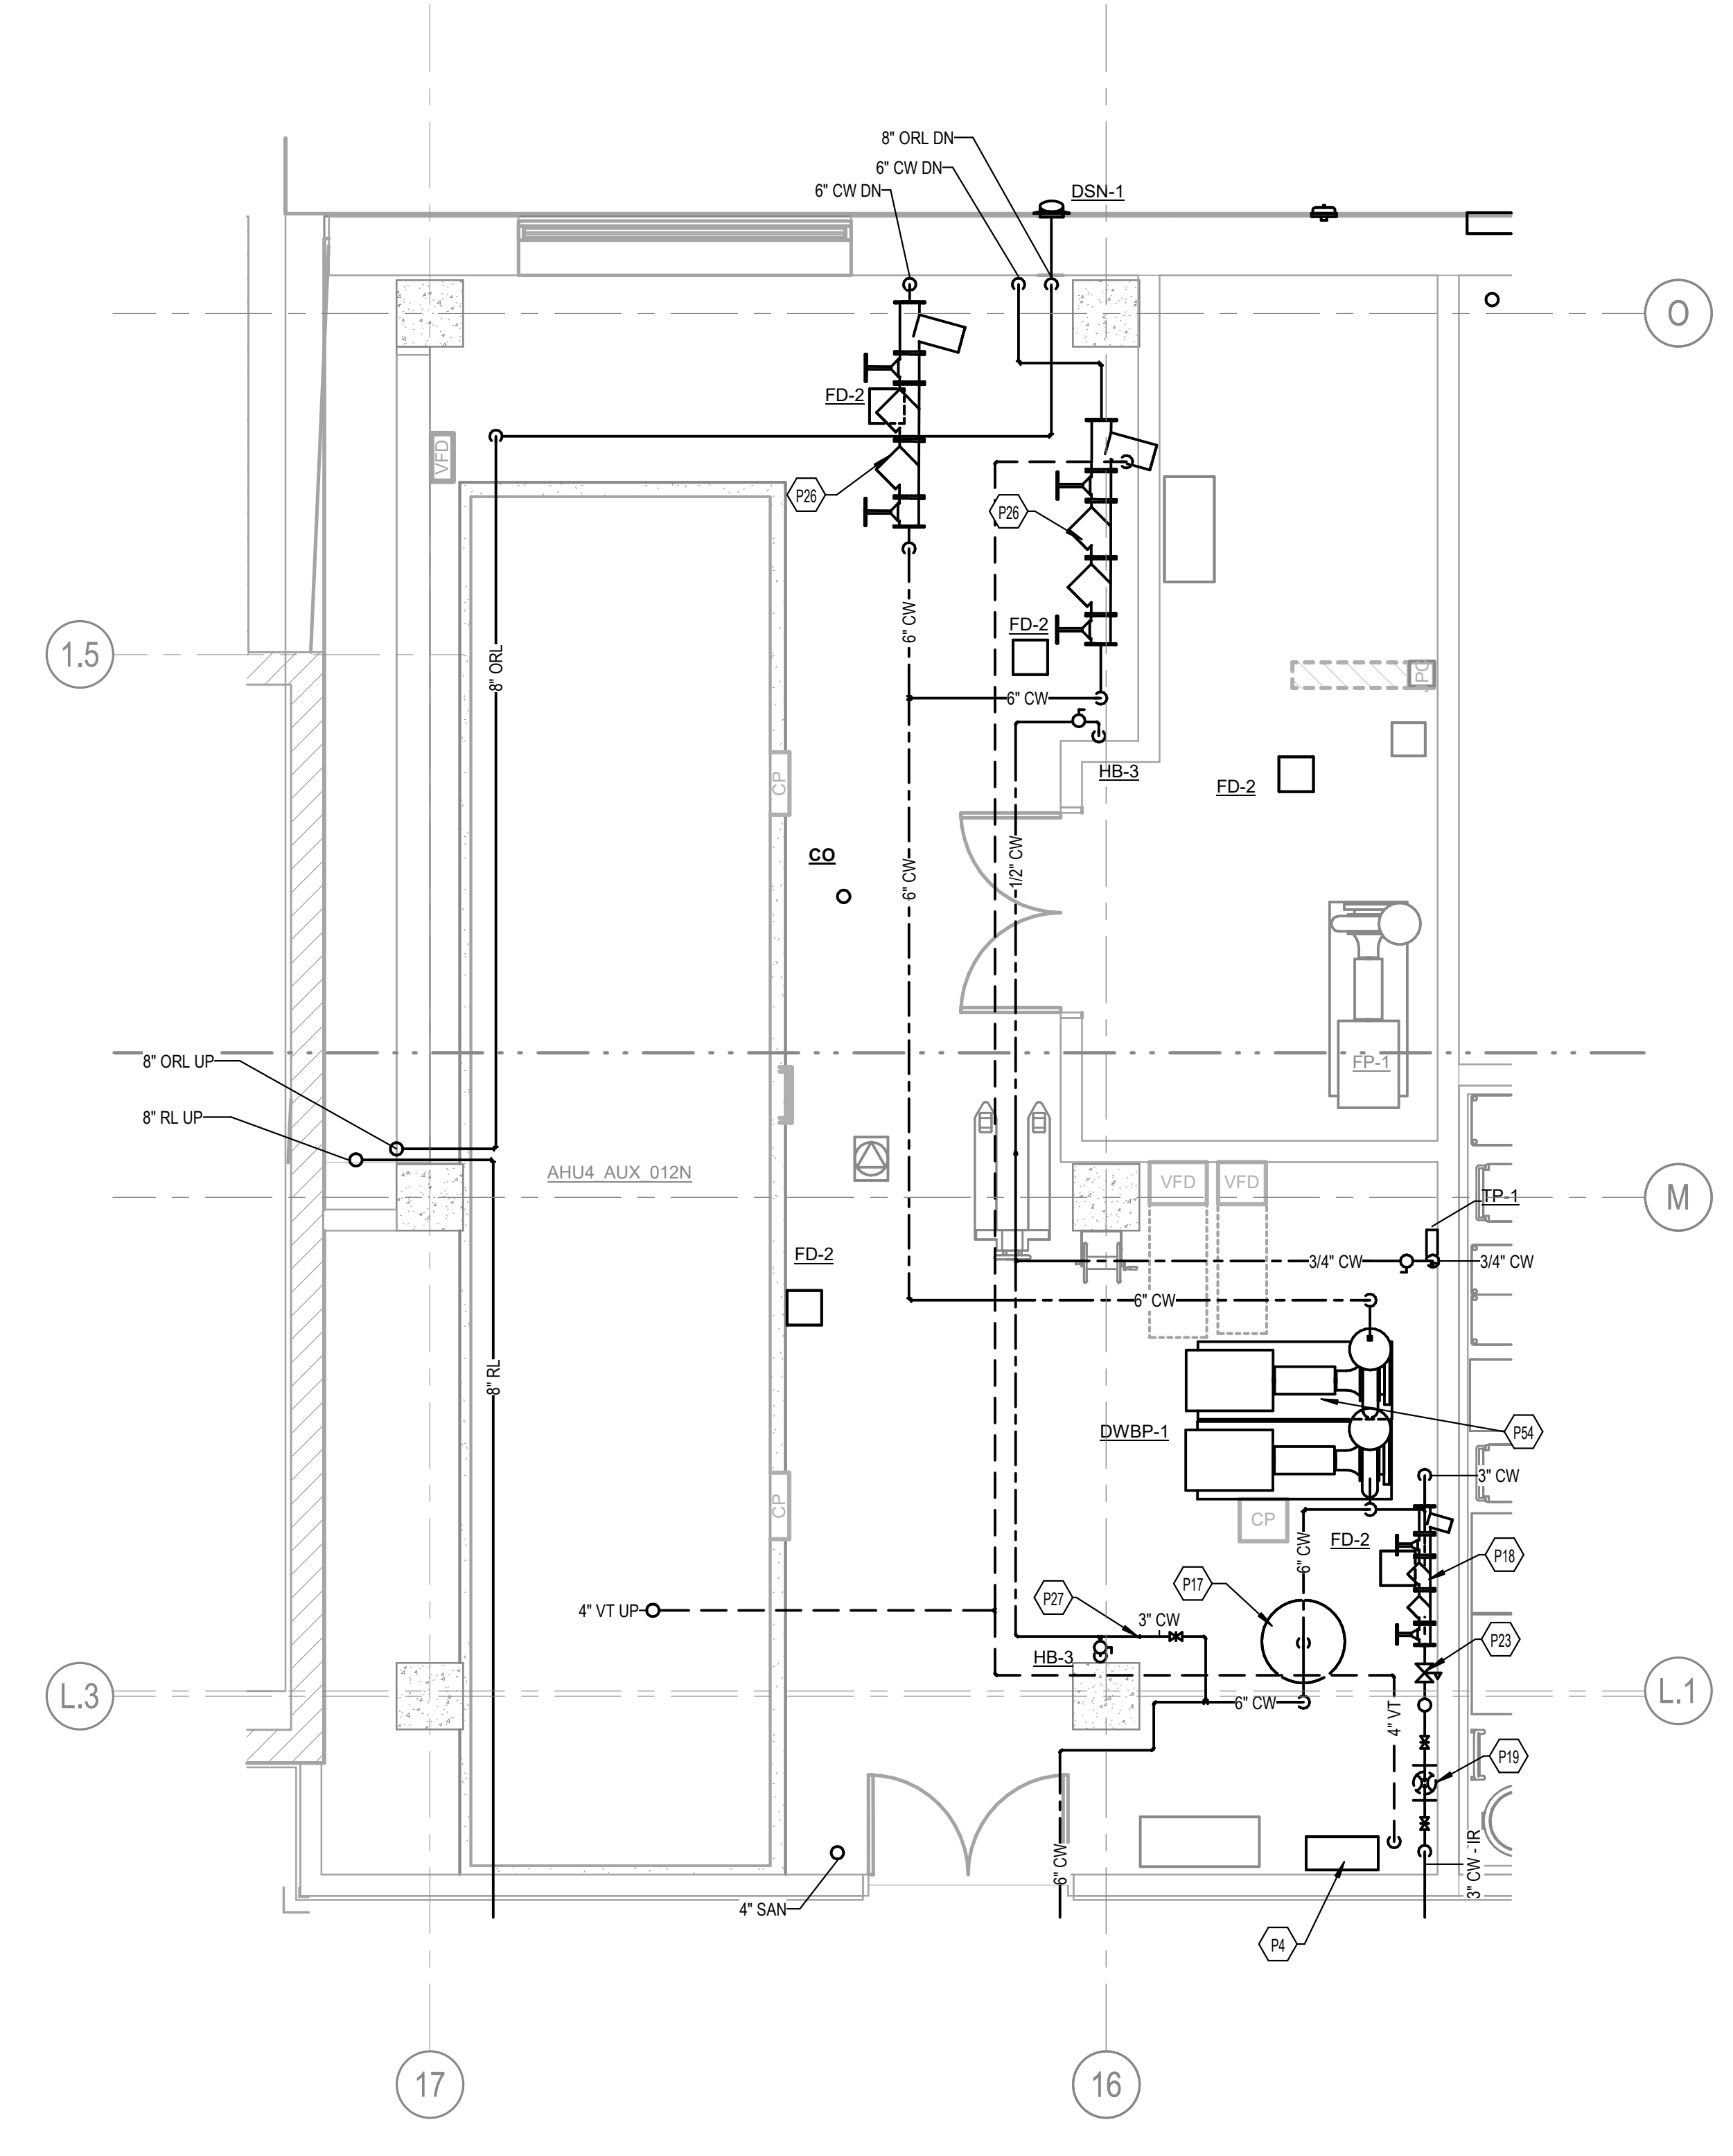 8" ORL DN
6" CW DN
6" CW DN
DSN-1
O
FD-2
VFD
P26
P26
6" CW
FD-2
1.5
8" ORL
PC
6" CW
HB-3
FD-2
CP
1/2" CW
CO
6" CW
8" ORL UP
FP-1
8" RL UP
AHU4 AUX 012N
VFD
VFD
TP-1
M
FD-2
3/4" CW
3/4" CW
6" CW
8" RL
DWBP-1
P54
3" CW
CP
CP
FD-2
6" CW
P18
P17
P27
4" VT UP
3" CW
P23
HB-3
L.3
L.1
6" CW
4" VT
P19
6" CW
3" CW - IR
4" SAN
P4
17
16